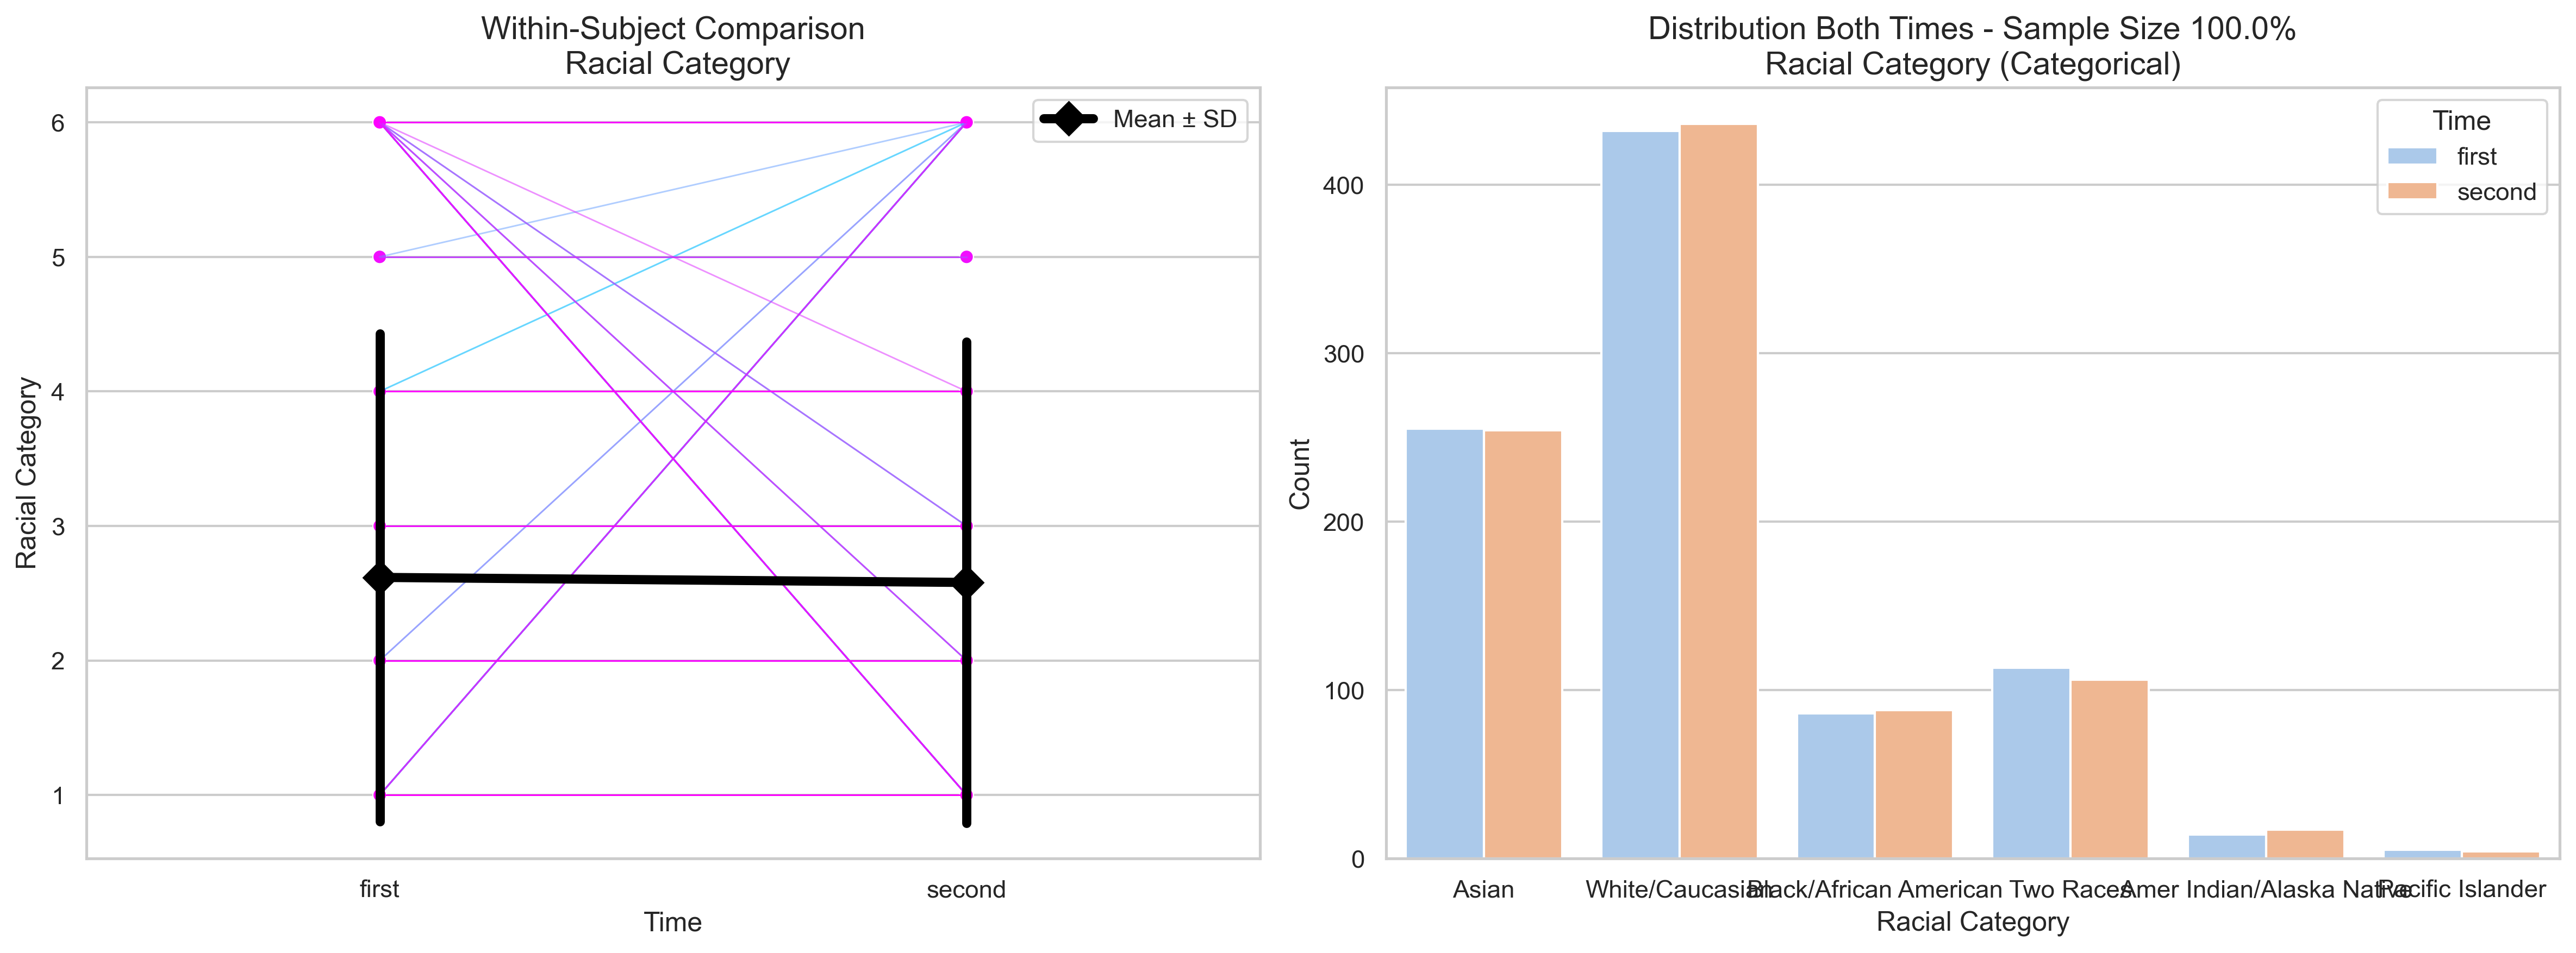 Within-Subject Comparison
Racial Category
Racial Category
6
5
4
3
2
1
Mean ± SD
first
second
Time
Distribution Both Times - Sample Size 100.0%
Racial Category (Categorical)
Count
400
300
200
100
0
Time
first
second
Asian
White/Caucasian
Black/African American
Two Races
Amer Indian/Alaska Native
Pacific Islander
Racial Category